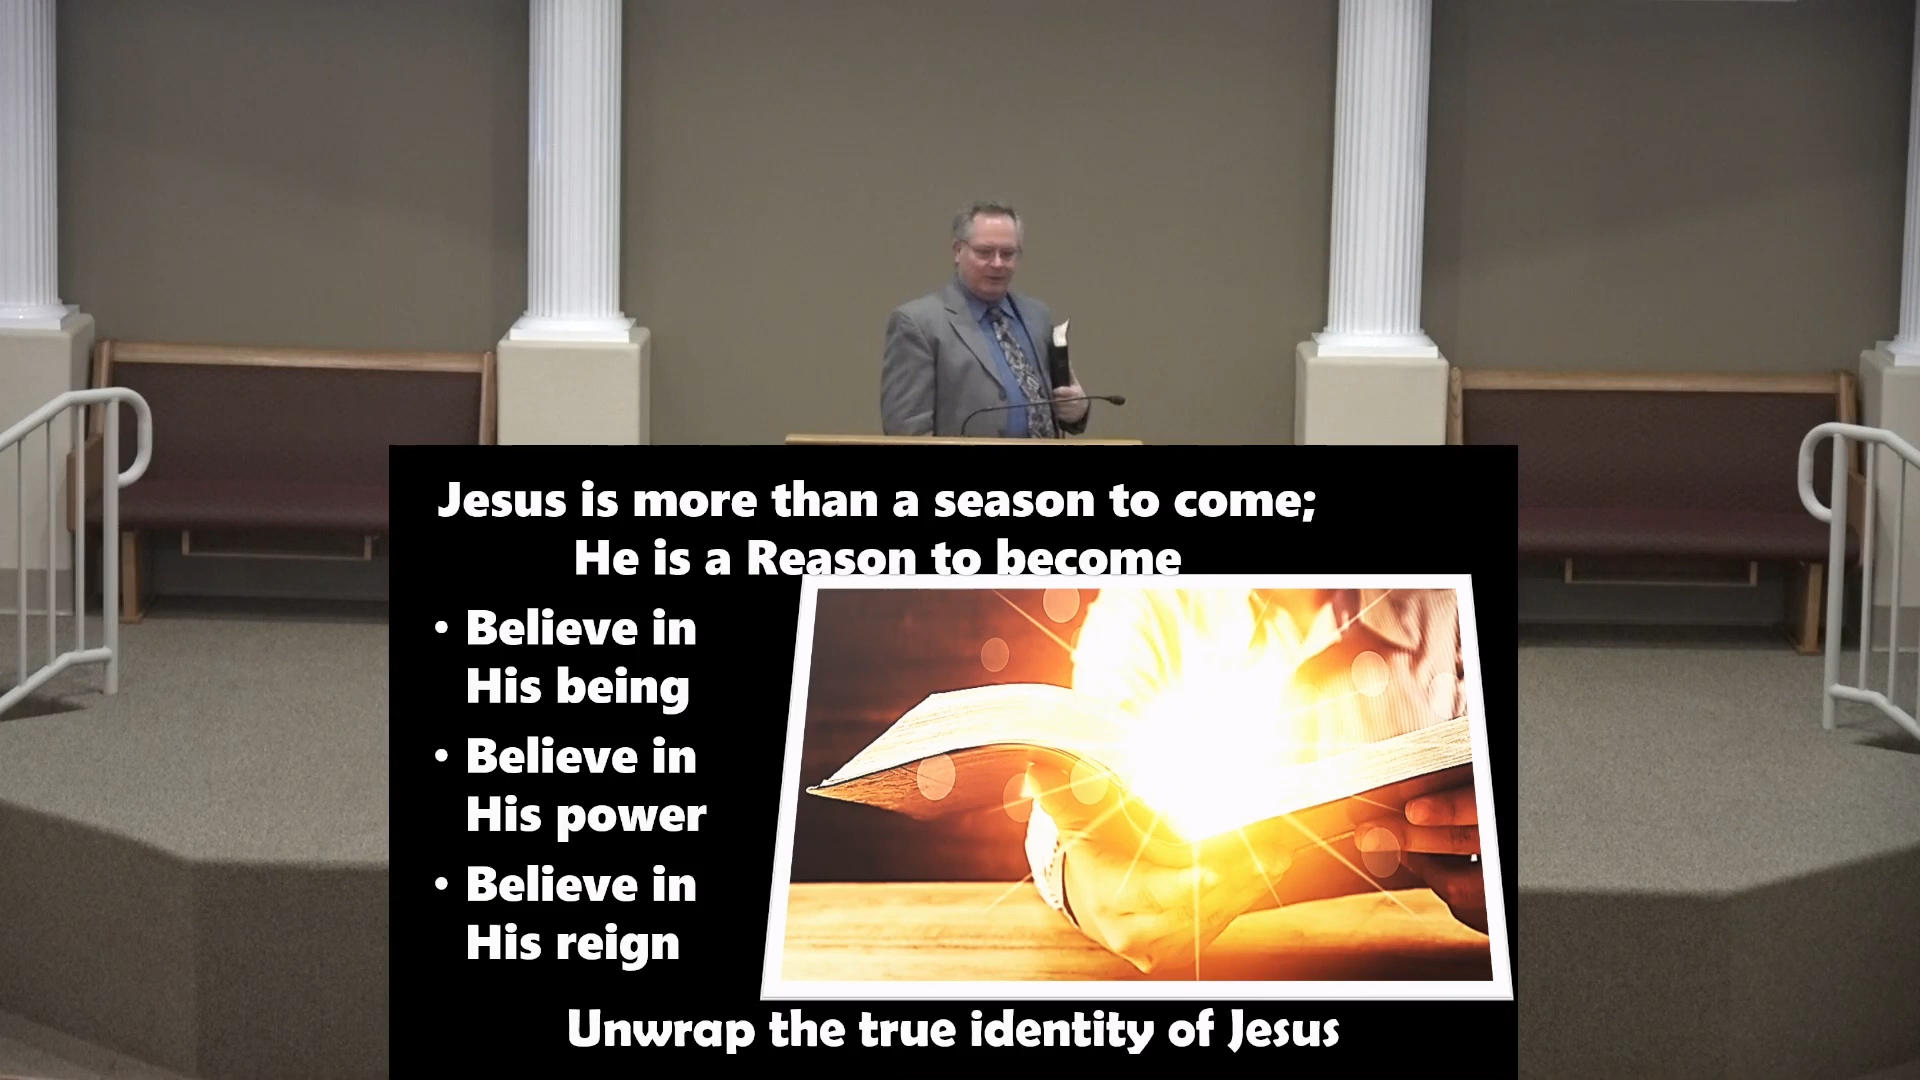 Jesus is more than a season to come;
He is a Reason to become
• Believe in
His being
• Believe in
His power
• Believe in
His reign
Unwrap the true identity of Jesus